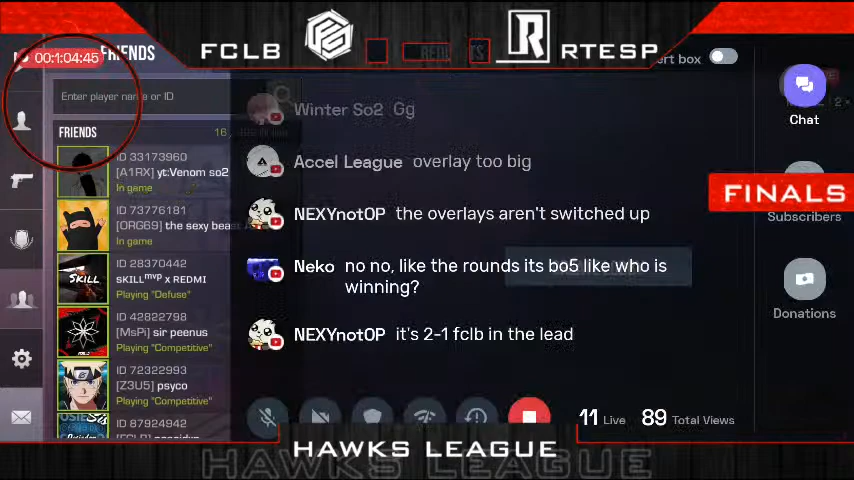 FCLB
RTESP
00:1:04:45
FRIENDS
ert box
Enter player name or ID
Winter So2 Gg
Chat
FRIENDS
16
Accel League overlay too big
ID 33173960
[A1RX] yt:Venom so2
In game
FINALS
NEXYnotOP the overlays aren't switched up
Subscribers
ID 73776181
[ORG69] the sexy beas
In game
Neko no no, like the rounds its bo5 like who is
winning?
ID 28370442
sKILLmvp x REDMI
Playing "Defuse"
SKILL
Donations
NEXYnotOP it's 2-1 fclb in the lead
ID 42822798
[MsPi] sir peenus
Playing "Competitive"
ID 72322993
[Z3U5] psyco
Playing "Competitive"
ID 87924942
11 Live 89 Total Views
HAWKS LEAGUE
HAWKS LEAGUE